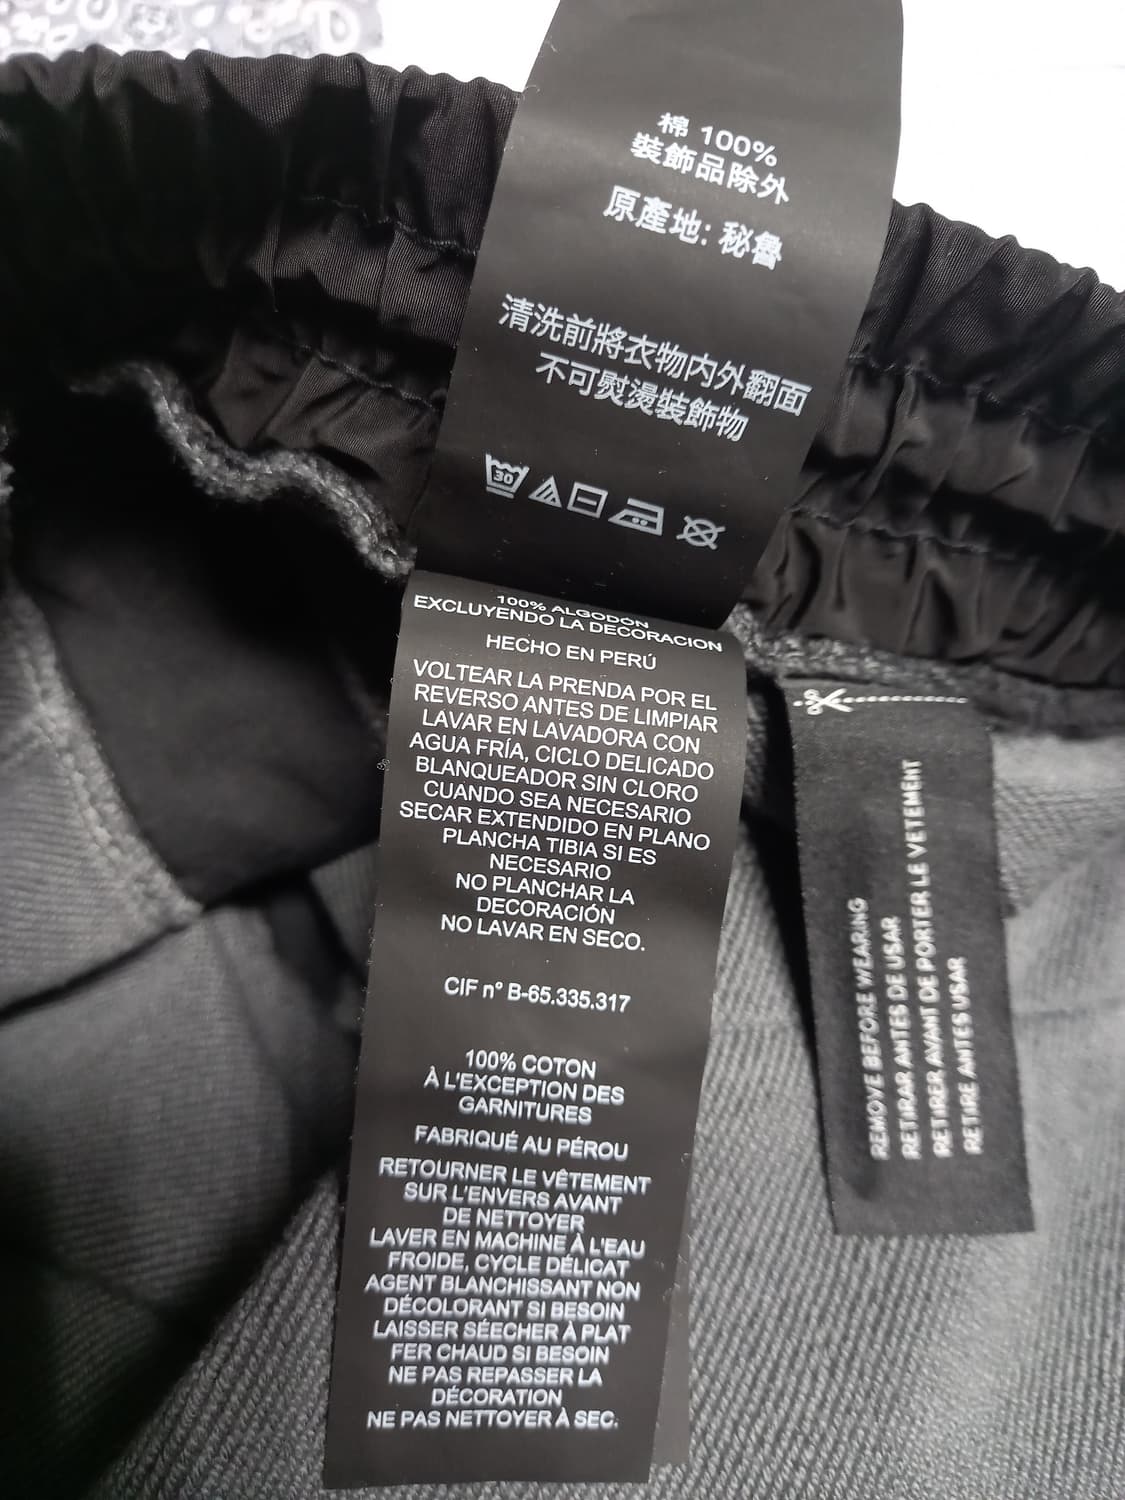 棉 100%
裝飾品除外
原產地: 秘魯
清洗前將衣物內外翻面
不可熨燙裝飾物
30
100% ALGODON
EXCLUYENDO LA DECORACION
HECHO EN PERÚ
VOLTEAR LA PRENDA POR EL
REVERSO ANTES DE LIMPIAR
LAVAR EN LAVADORA CON
AGUA FRÍA, CICLO DELICADO
BLANQUEADOR SIN CLORO
CUANDO SEA NECESARIO
SECAR EXTENDIDO EN PLANO
PLANCHA TIBIA SI ES
NECESARIO
NO PLANCHAR LA
DECORACIÓN
NO LAVAR EN SECO.
CIF n° B-65.335.317
100% COTON
À L'EXCEPTION DES
GARNITURES
FABRIQUÉ AU PÉROU
RETOURNER LE VÊTEMENT
SUR L'ENVERS AVANT
DE NETTOYER
LAVER EN MACHINE À L'EAU
FROIDE, CYCLE DÉLICAT
AGENT BLANCHISSANT NON
DÉCOLORANT SI BESOIN
LAISSER SÉECHER À PLAT
FER CHAUD SI BESOIN
NE PAS REPASSER LA
DÉCORATION
NE PAS NETTOYER À SEC.
REMOVE BEFORE WEARING
RETIRAR ANTES DE USAR
RETIRER AVANT DE PORTER LE VETEMENT
RETIRE ANTES USAR